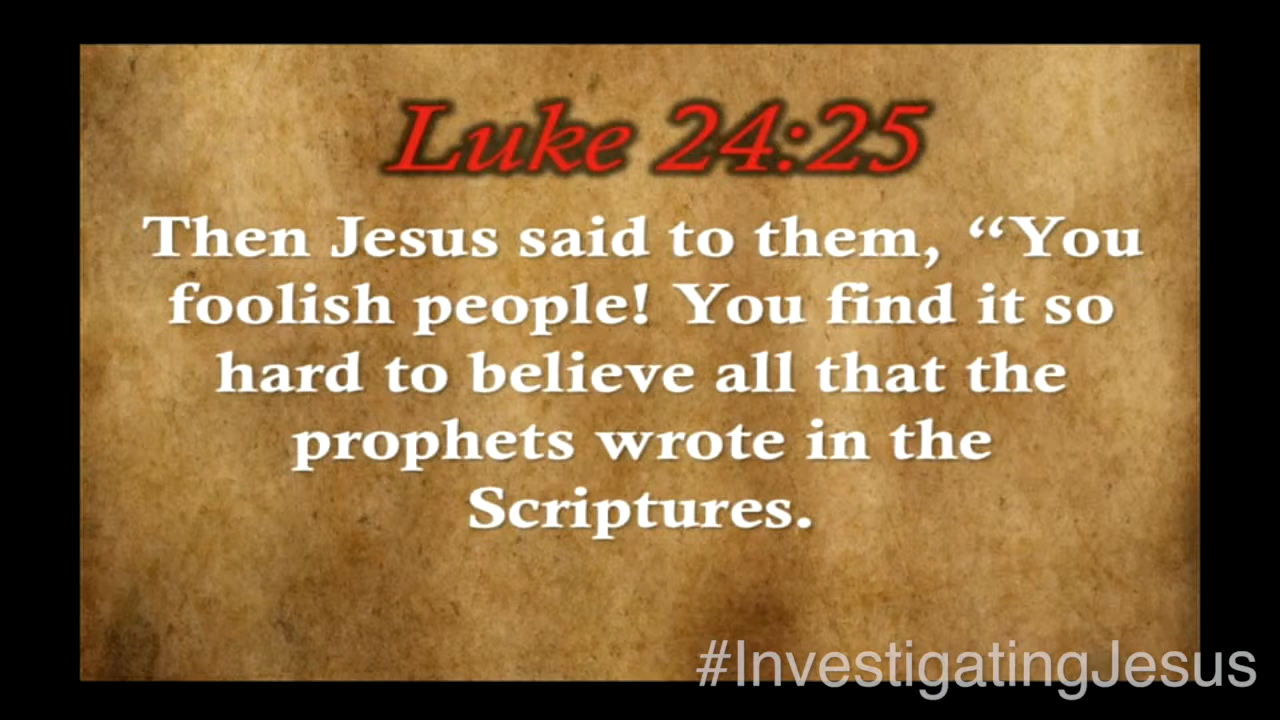 Luke 24:25
Then Jesus said to them, “You
foolish people! You find it so
hard to believe all that the
prophets wrote in the
Scriptures.
#InvestigatingJesus